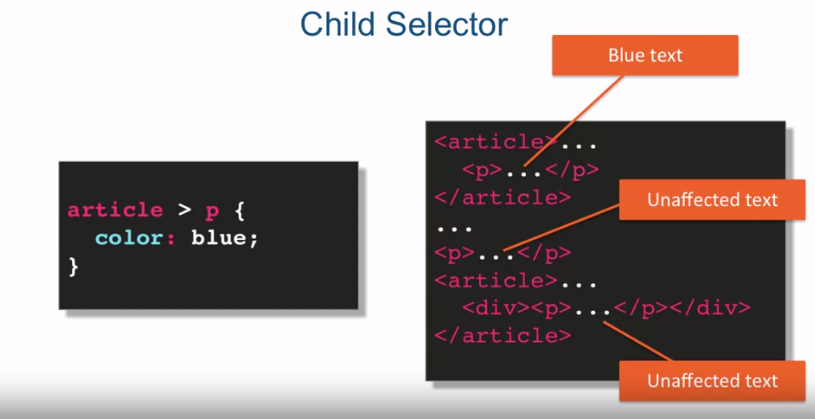 Child Selector
Blue text
article > p {
  color: blue;
}
<article>...
  <p>...</p>
</article>
...
<p>...</p>
<article>...
  <div><p>...</p></div>
</article>
Unaffected text
Unaffected text